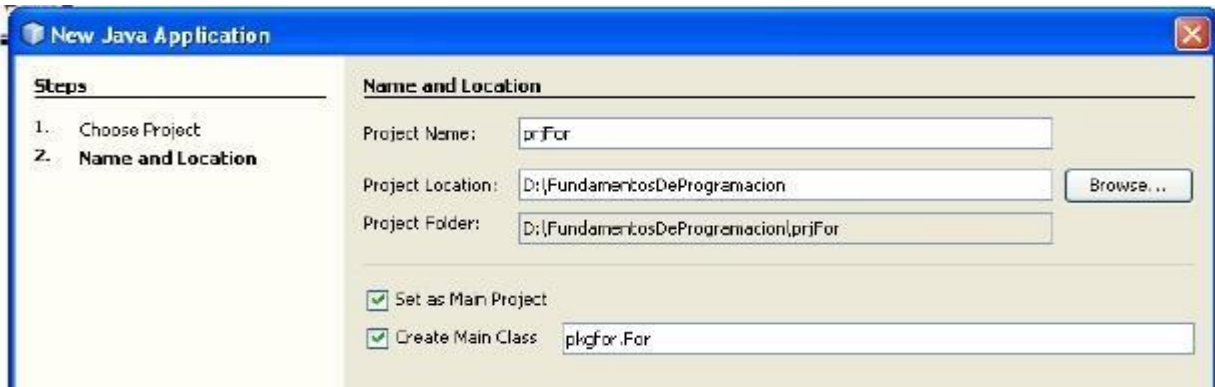 New Java Application
Steps
1. Choose Project
2. Name and Location
Name and Location
Project Name: prjFor
Project Location: D:\FundamentosDeProgramacion Browse...
Project Folder: D:\FundamentosDeProgramacion\prjFor
Set as Main Project
Create Main Class pkgfor.For